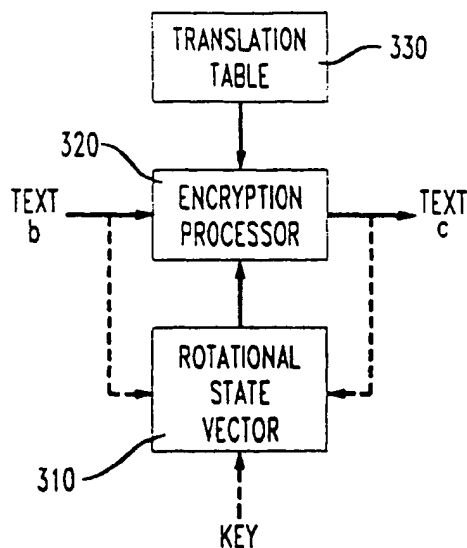 TRANSLATION
TABLE
330
320
TEXT
b
ENCRYPTION
PROCESSOR
TEXT
c
ROTATIONAL
STATE
VECTOR
310
KEY